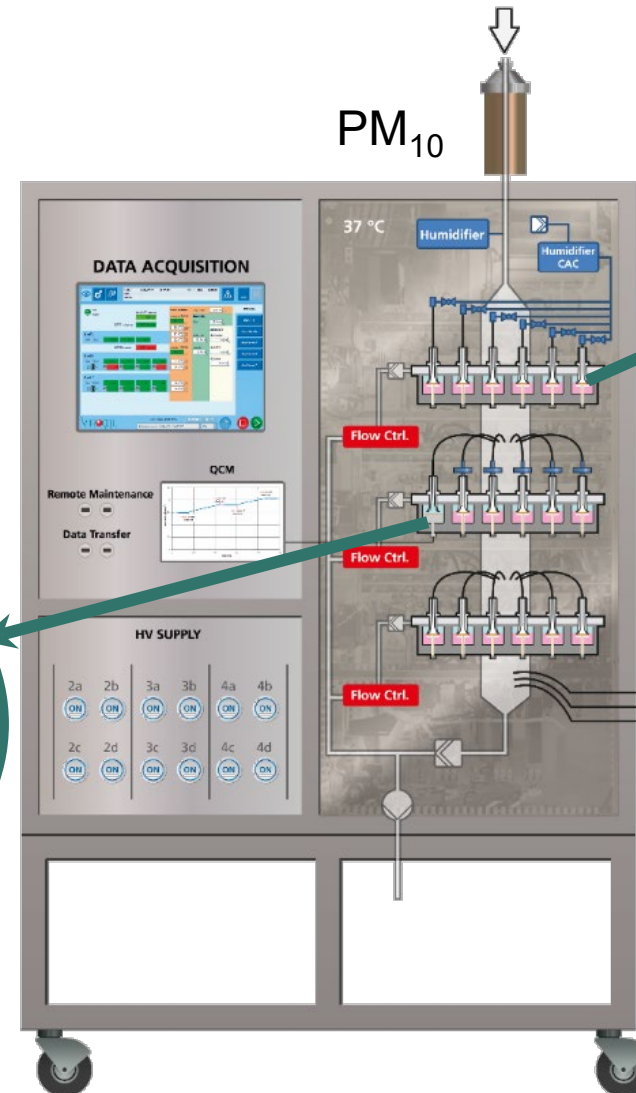 PM10
37 °C
Humidifier
Humidifier
CAC
DATA ACQUISITION
Flow Ctrl.
QCM
Remote Maintenance
Data Transfer
Flow Ctrl.
HV SUPPLY
2a 2b 3a 3b 4a 4b
ON ON ON ON ON ON
Flow Ctrl.
2c 2d 3c 3d 4c 4d
ON ON ON ON ON ON